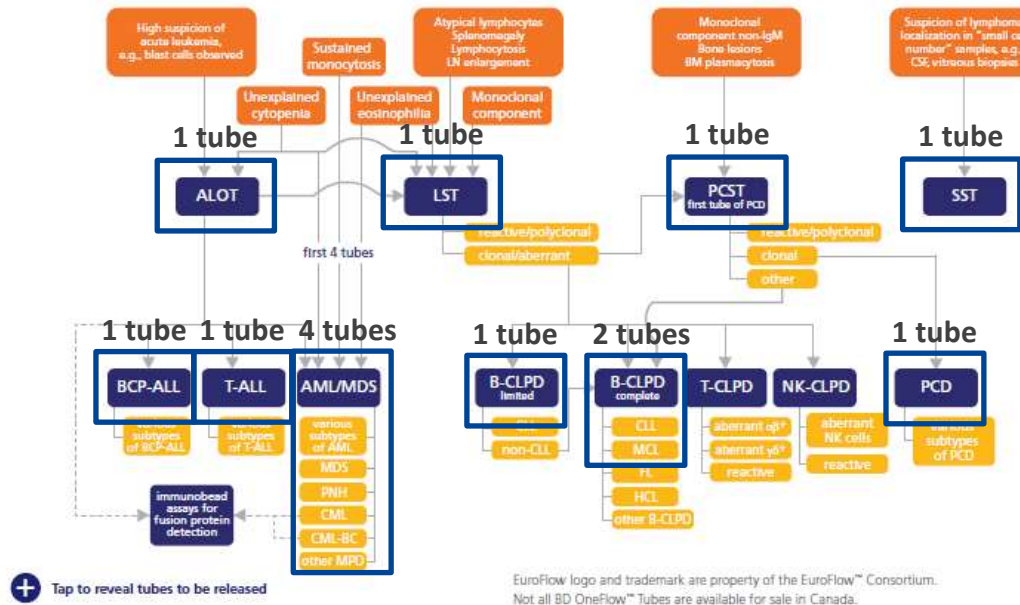 High suspicion of
acute leukemia,
e.g., blast cells observed
Sustained
monocytosis
Atypical lymphocytes
Splenomegaly
Lymphocytosis
LN enlargement
Monoclonal
component non-IgM
Bone lesions
BM plasmacytosis
Suspicion of lymphoma
localization in "small cell
number" samples, e.g.
CSF, vitreous biopsies
Unexplained
cytopenia
Unexplained
eosinophilia
Monoclonal
component
1 tube
1 tube
1 tube
1 tube
ALOT
LST
PCST
first tube of PCD
SST
first 4 tubes
reactive/polyclonal
clonal/aberrant
reactive/polyclonal
clonal
other
1 tube
1 tube
4 tubes
1 tube
2 tubes
1 tube
BCP-ALL
T-ALL
AML/MDS
B-CLPD
limited
B-CLPD
complete
T-CLPD
NK-CLPD
PCD
various subtypes
of BCP-ALL
various subtypes
of T-ALL
various
subtypes
of AML
MDS
PNH
CML
CML-BC
other MPD
CLL
non-CLL
CLL
MCL
FL
HCL
other B-CLPD
aberrant αβ⁺
aberrant γδ⁺
reactive
aberrant
NK cells
reactive
various
subtypes
of PCD
immunobead
assays for
fusion protein
detection
Tap to reveal tubes to be released
EuroFlow logo and trademark are property of the EuroFlow™ Consortium.
Not all BD OneFlow™ Tubes are available for sale in Canada.